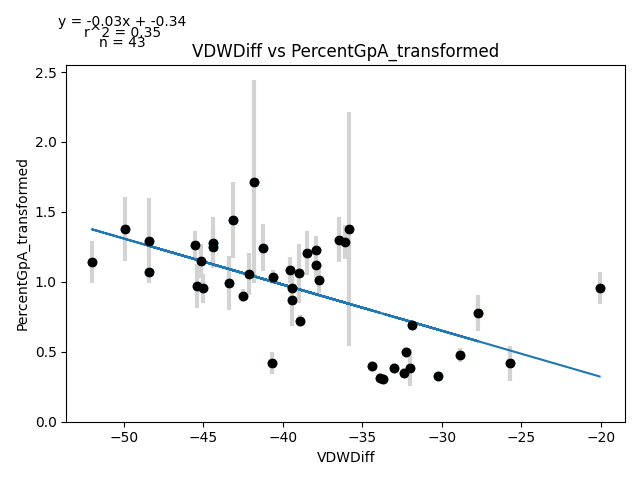 y = -0.03x + -0.34
r^2 = 0.35
n = 43
VDWDiff vs PercentGpA_transformed
2.5
2.0
1.5
1.0
0.5
0.0
PercentGpA_transformed
−50
−45
−40
−35
−30
−25
−20
VDWDiff